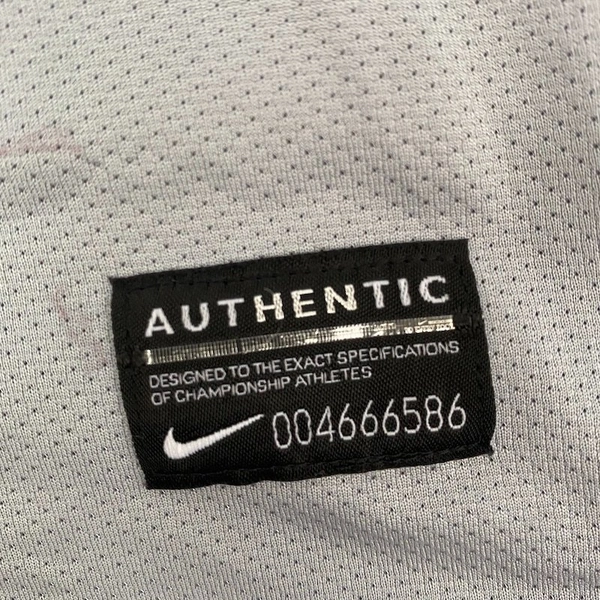 AUTHENTIC
DESIGNED TO THE EXACT SPECIFICATIONS
OF CHAMPIONSHIP ATHLETES
004666586